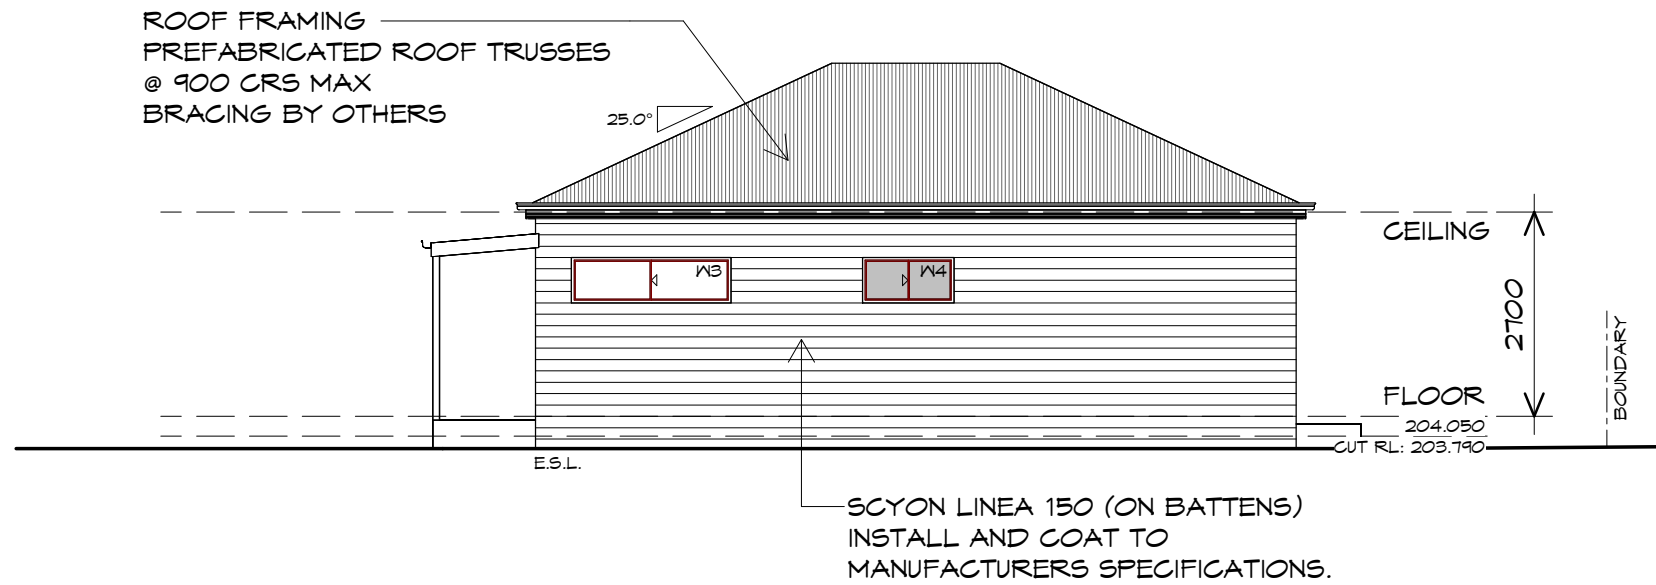 ROOF FRAMING
PREFABRICATED ROOF TRUSSES
@ 900 CRS MAX
BRACING BY OTHERS
25.0°
CEILING
W3
W4
2700
BOUNDARY
FLOOR
204.050
CUT RL: 203.790
E.S.L.
SCYON LINEA 150 (ON BATTENS)
INSTALL AND COAT TO
MANUFACTURERS SPECIFICATIONS.